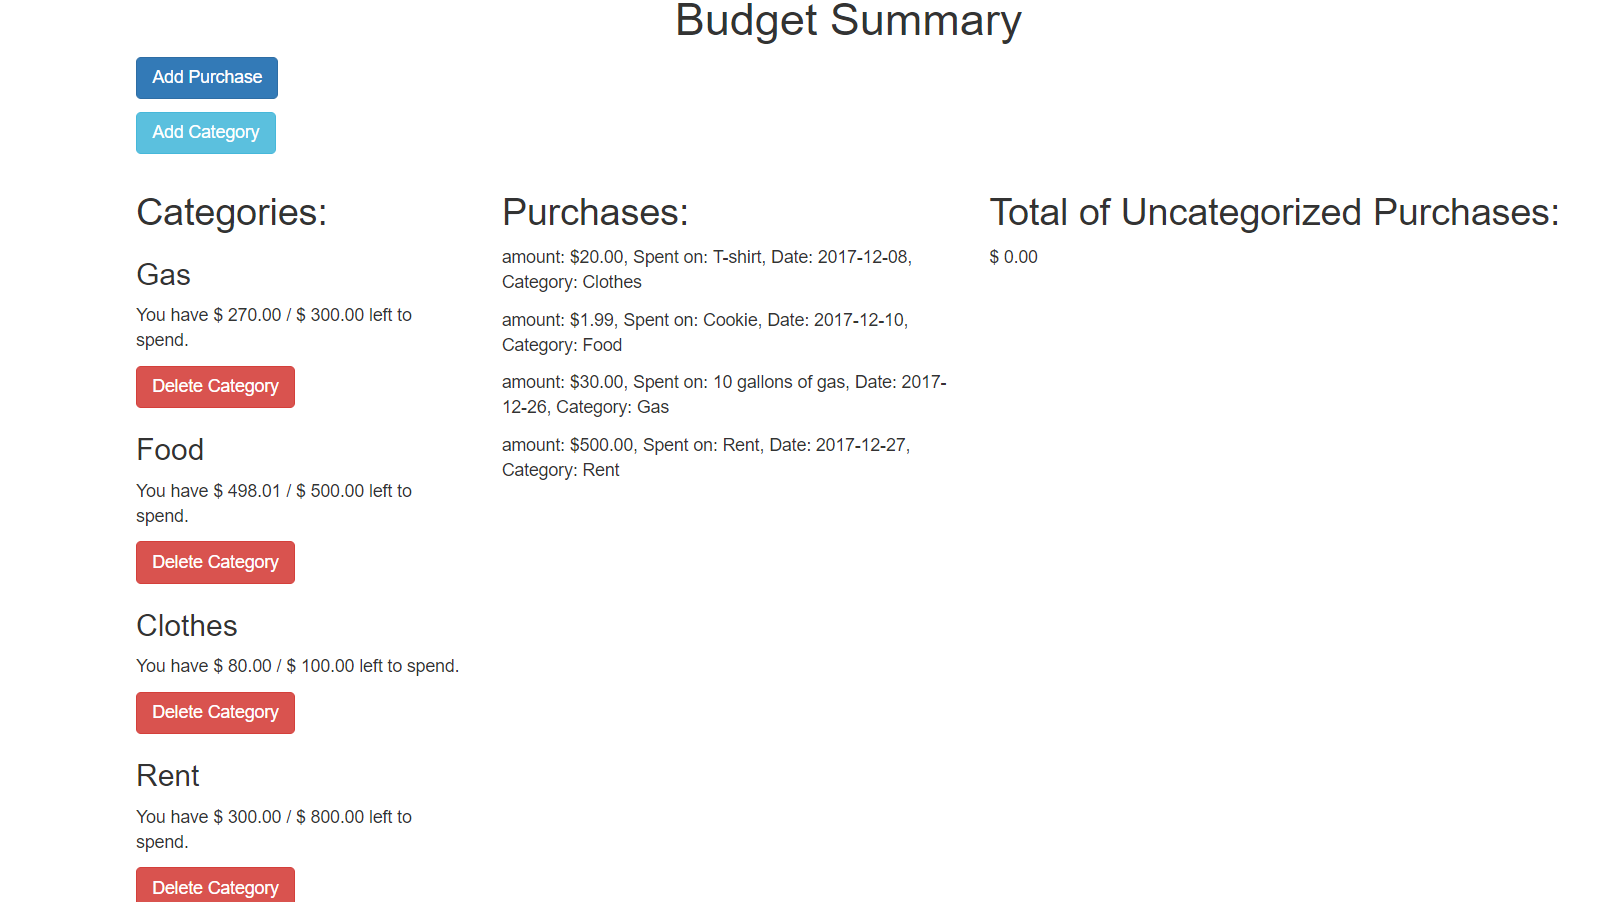 Budget Summary
Add Purchase
Add Category
Categories:
Gas
You have $ 270.00 / $ 300.00 left to
spend.
Delete Category
Food
You have $ 498.01 / $ 500.00 left to
spend.
Delete Category
Clothes
You have $ 80.00 / $ 100.00 left to spend.
Delete Category
Rent
You have $ 300.00 / $ 800.00 left to
spend.
Delete Category
Purchases:
amount: $20.00, Spent on: T-shirt, Date: 2017-12-08,
Category: Clothes
amount: $1.99, Spent on: Cookie, Date: 2017-12-10,
Category: Food
amount: $30.00, Spent on: 10 gallons of gas, Date: 2017-
12-26, Category: Gas
amount: $500.00, Spent on: Rent, Date: 2017-12-27,
Category: Rent
Total of Uncategorized Purchases:
$ 0.00